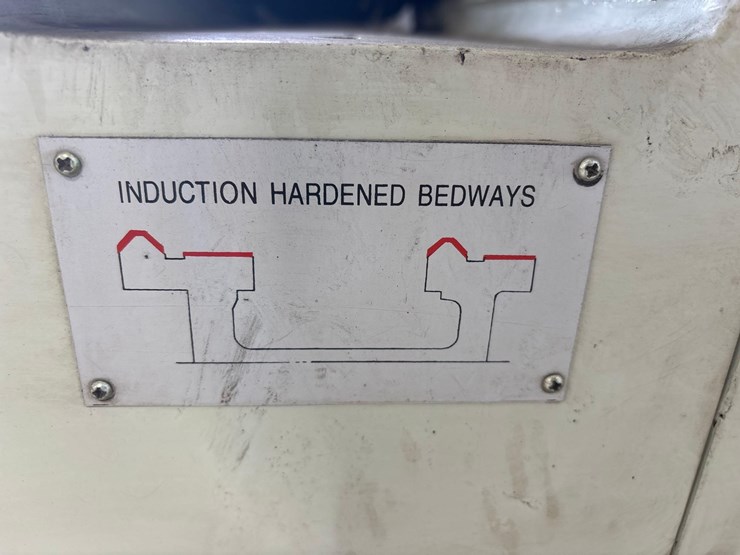 INDUCTION HARDENED BEDWAYS